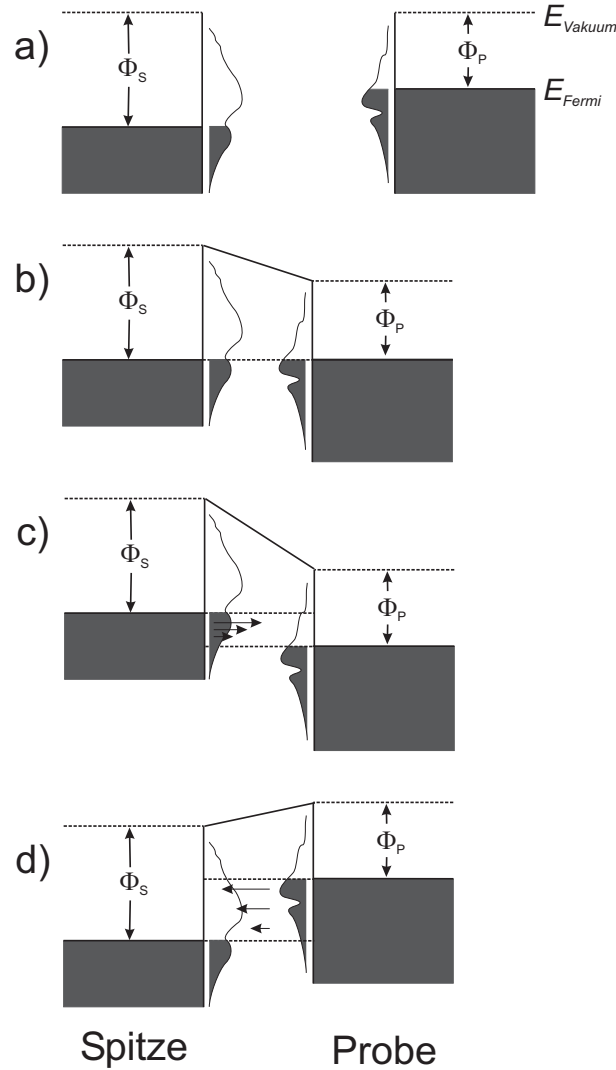 a)
Φ_S
Φ_P
E_Vakuum
E_Fermi
b)
Φ_S
Φ_P
c)
Φ_S
Φ_P
d)
Φ_S
Φ_P
Spitze Probe